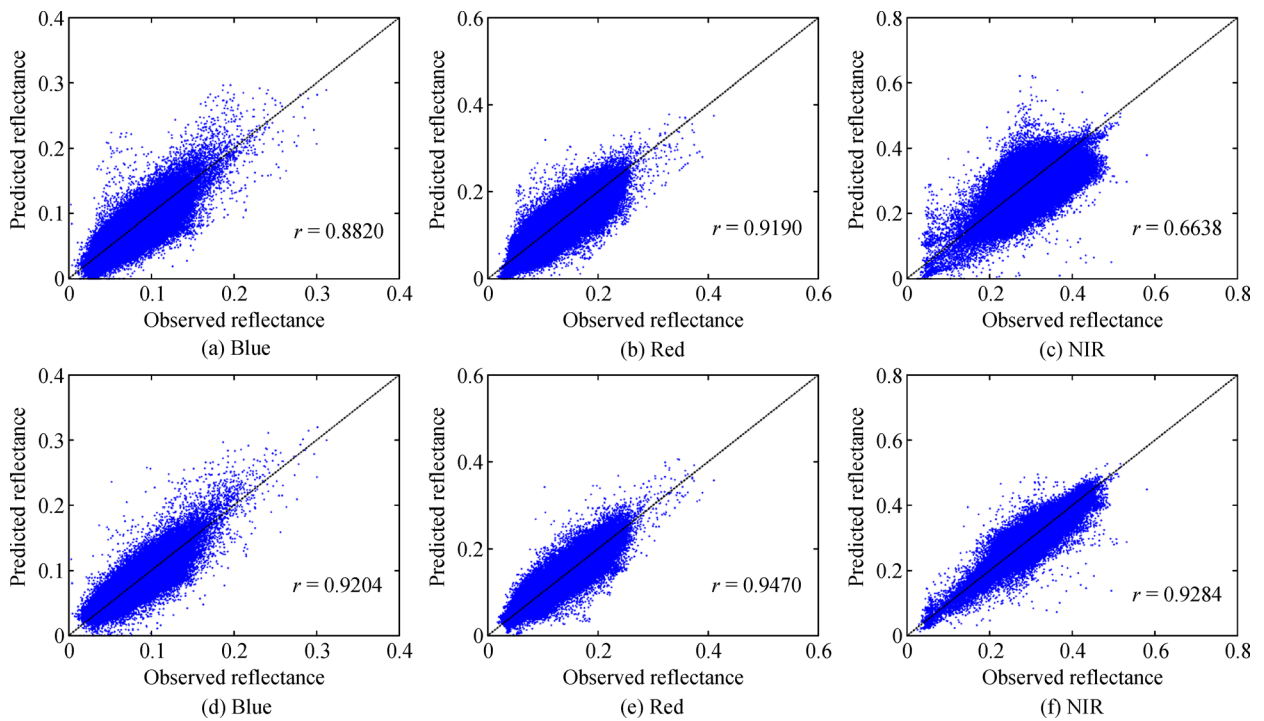 0.4
0.3
0.2
0.1
0
0
0.1
0.2
0.3
0.4
Predicted reflectance
Observed reflectance
r = 0.8820
(a) Blue
0.6
0.4
0.2
0
0
0.2
0.4
0.6
Predicted reflectance
Observed reflectance
r = 0.9190
(b) Red
0.8
0.6
0.4
0.2
0
0
0.2
0.4
0.6
0.8
Predicted reflectance
Observed reflectance
r = 0.6638
(c) NIR
0.4
0.3
0.2
0.1
0
0
0.1
0.2
0.3
0.4
Predicted reflectance
Observed reflectance
r = 0.9204
(d) Blue
0.6
0.4
0.2
0
0
0.2
0.4
0.6
Predicted reflectance
Observed reflectance
r = 0.9470
(e) Red
0.8
0.6
0.4
0.2
0
0
0.2
0.4
0.6
0.8
Predicted reflectance
Observed reflectance
r = 0.9284
(f) NIR